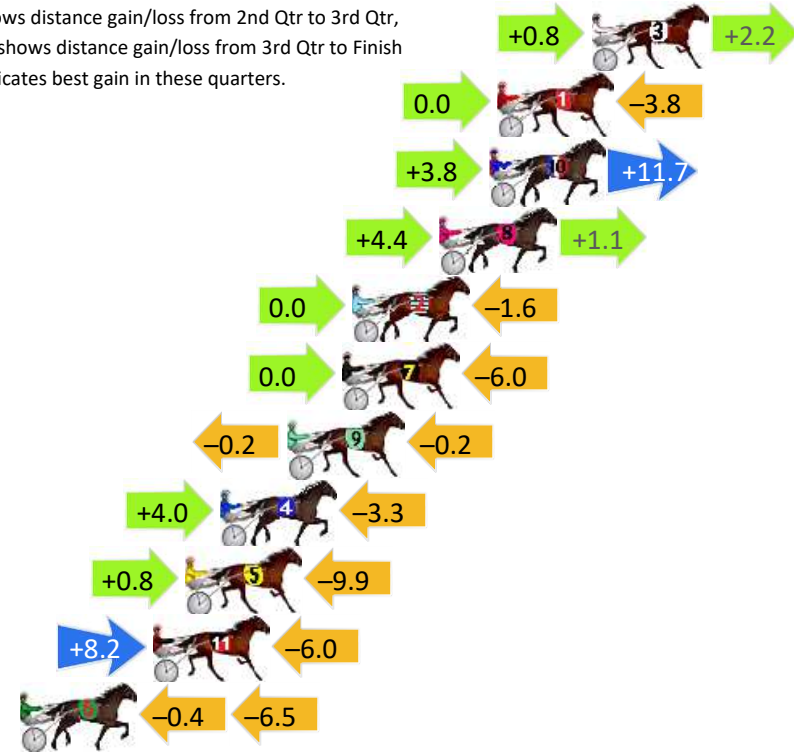 ows distance gain/loss from 2nd Qtr to 3rd Qtr,
shows distance gain/loss from 3rd Qtr to Finish
icates best gain in these quarters.
+0.8 3 +2.2
0.0 1 –3.8
+3.8 10 +11.7
+4.4 8 +1.1
0.0 2 –1.6
0.0 7 –6.0
–0.2 9 –0.2
+4.0 4 –3.3
+0.8 5 –9.9
+8.2 11 –6.0
6 –0.4 –6.5